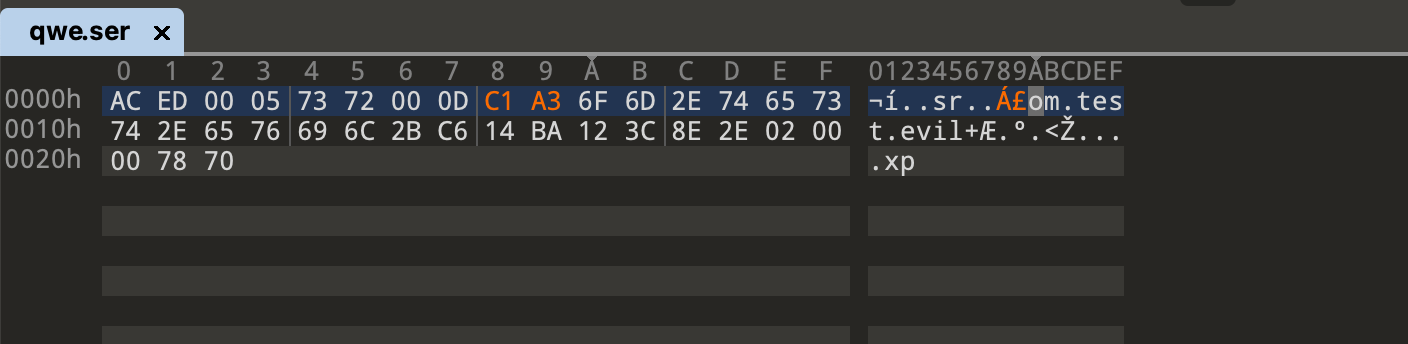 qwe.ser ×
0 1 2 3 4 5 6 7 8 9 A B C D E F 0123456789ABCDEF
0000h AC ED 00 05 73 72 00 0D C1 A3 6F 6D 2E 74 65 73 ¬í..sr..Á£om.tes
0010h 74 2E 65 76 69 6C 2B C6 14 BA 12 3C 8E 2E 02 00 t.evil+Æ.º.<Ž...
0020h 00 78 70 .xp